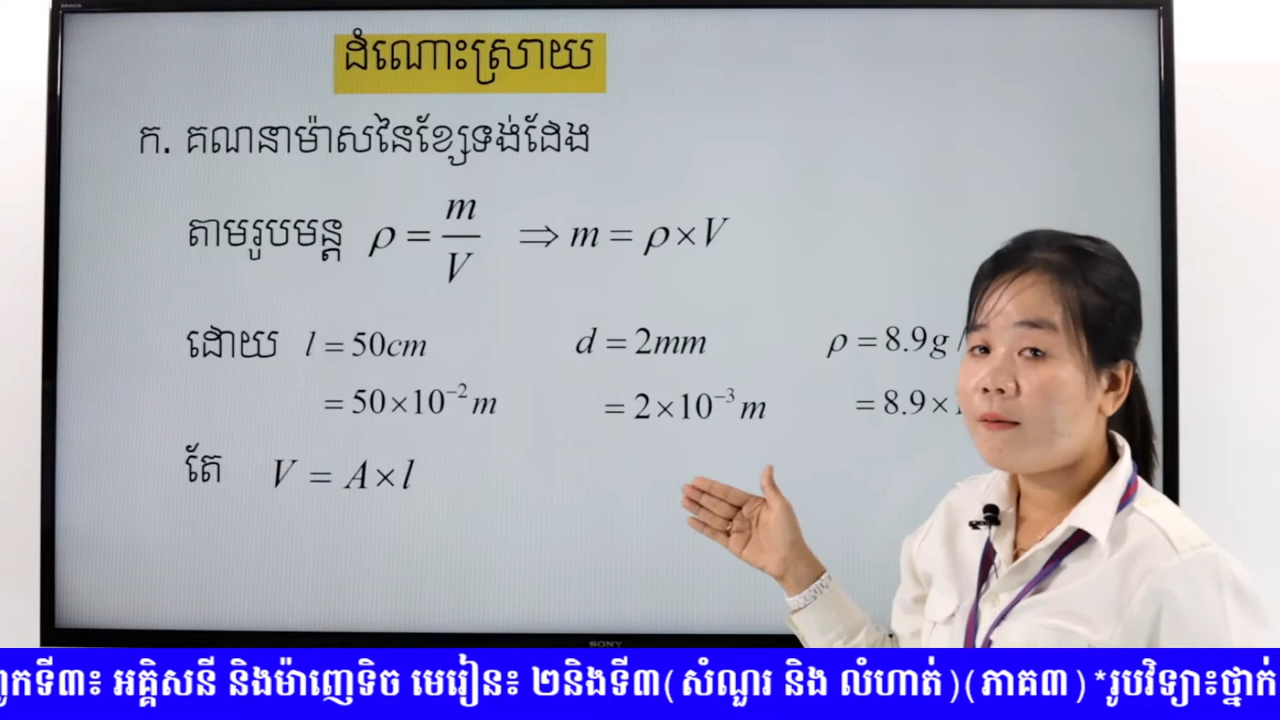 ដំណោះស្រាយ
ក. គណនាម៉ាសនៃខ្សែទង់ដែង
តាមរូបមន្ត ρ = m/V ⇒ m = ρ × V
ដោយ l = 50cm d = 2mm ρ = 8.9g
= 50×10⁻² m = 2×10⁻³ m = 8.9×
តែ V = A × l
SONY
អគ្គិសនី និងម៉ាញេទិច មេរៀន៖ ២និងទី៣(សំណួរ និង លំហាត់)(ភាគ៣) *រូបវិទ្យា៖ថ្នាក់